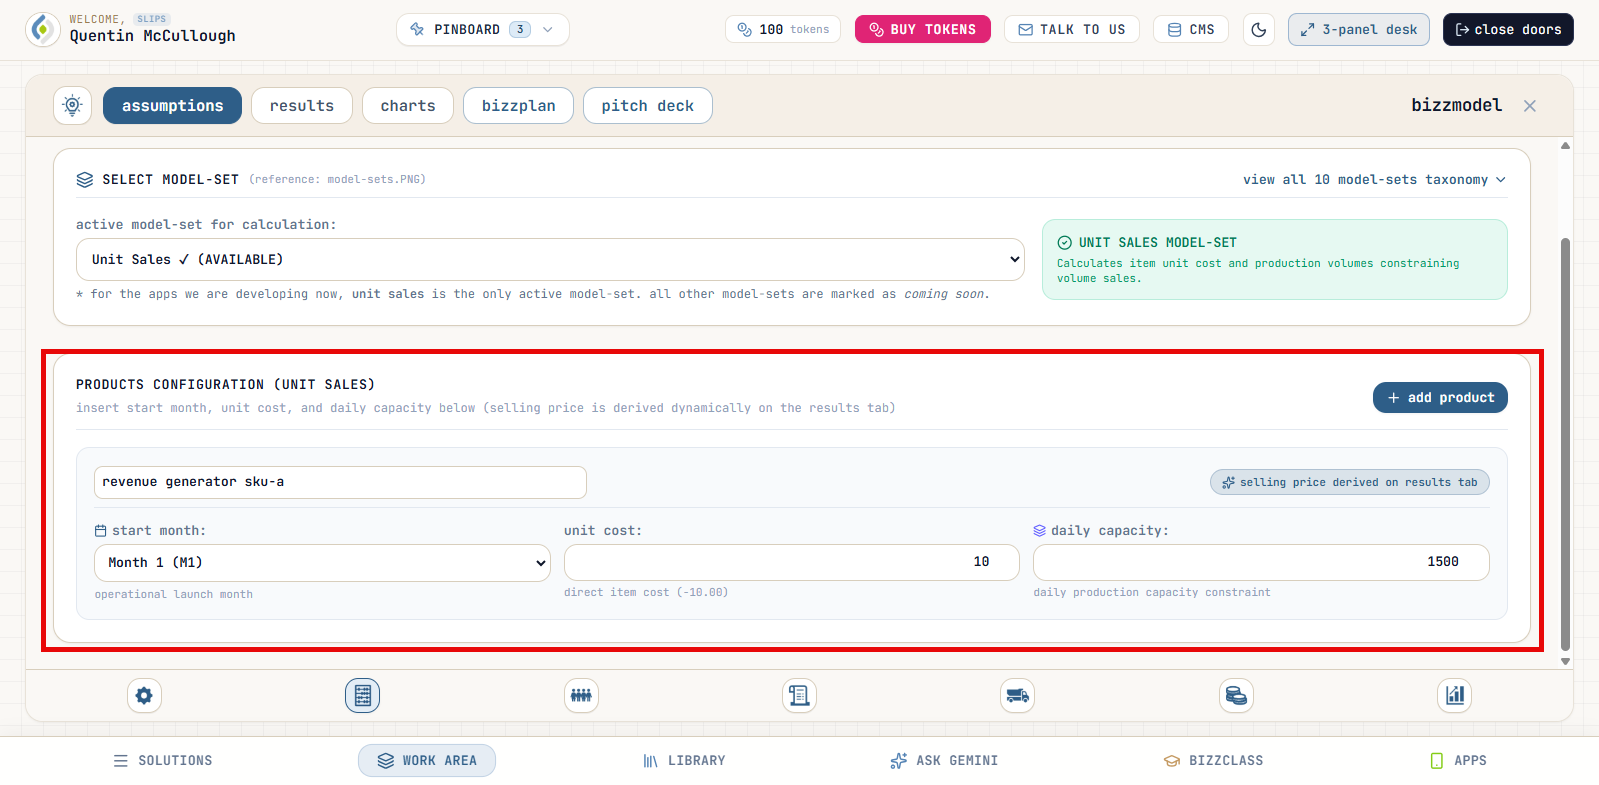 WELCOME, SLIPS
Quentin McCullough
PINBOARD 3
100 tokens
BUY TOKENS
TALK TO US
CMS
3-panel desk
close doors
assumptions
results
charts
bizzplan
pitch deck
bizzmodel
SELECT MODEL-SET (reference: model-sets.PNG)
view all 10 model-sets taxonomy
active model-set for calculation:
Unit Sales ✓ (AVAILABLE)
* for the apps we are developing now, unit sales is the only active model-set. all other model-sets are marked as coming soon.
UNIT SALES MODEL-SET
Calculates item unit cost and production volumes constraining
volume sales.
PRODUCTS CONFIGURATION (UNIT SALES)
insert start month, unit cost, and daily capacity below (selling price is derived dynamically on the results tab)
+ add product
revenue generator sku-a
selling price derived on results tab
start month:
Month 1 (M1)
operational launch month
unit cost:
10
direct item cost (-10.00)
daily capacity:
1500
daily production capacity constraint
SOLUTIONS
WORK AREA
LIBRARY
ASK GEMINI
BIZZCLASS
APPS